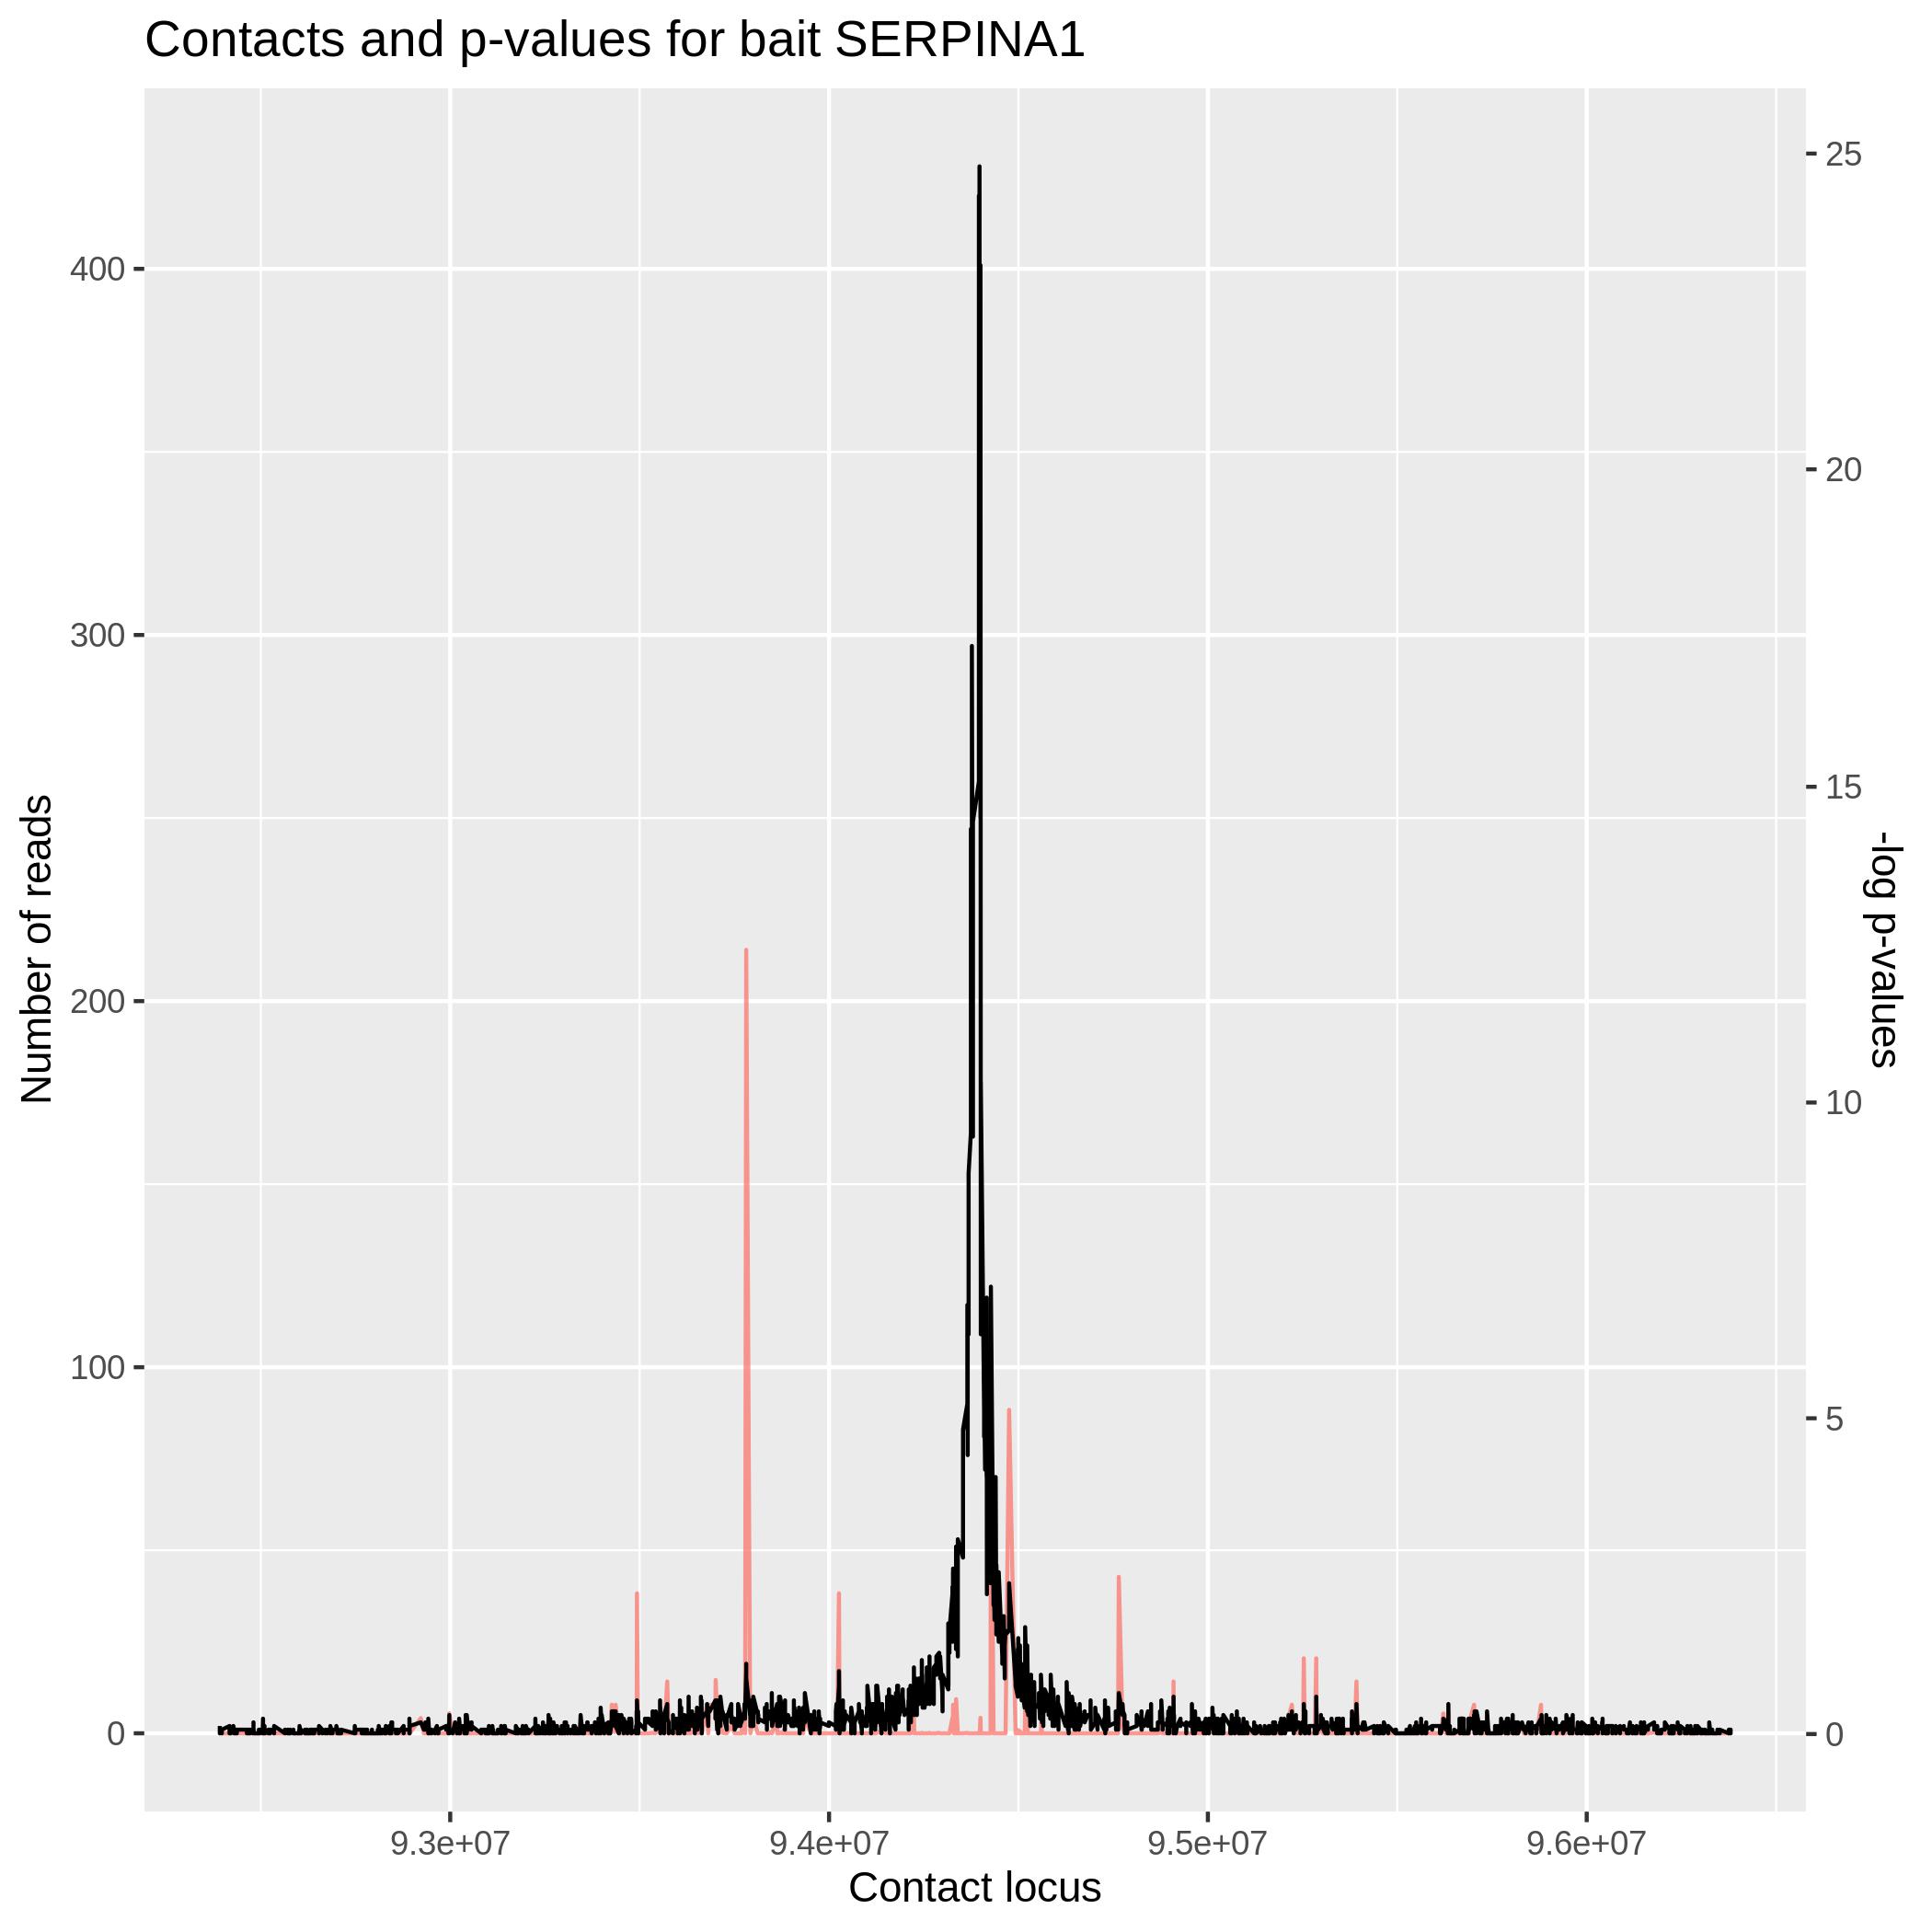 Contacts and p-values for bait SERPINA1
Number of reads
400
300
200
100
0
25
20
15
10
5
0
-log p-values
9.3e+07
9.4e+07
9.5e+07
9.6e+07
Contact locus